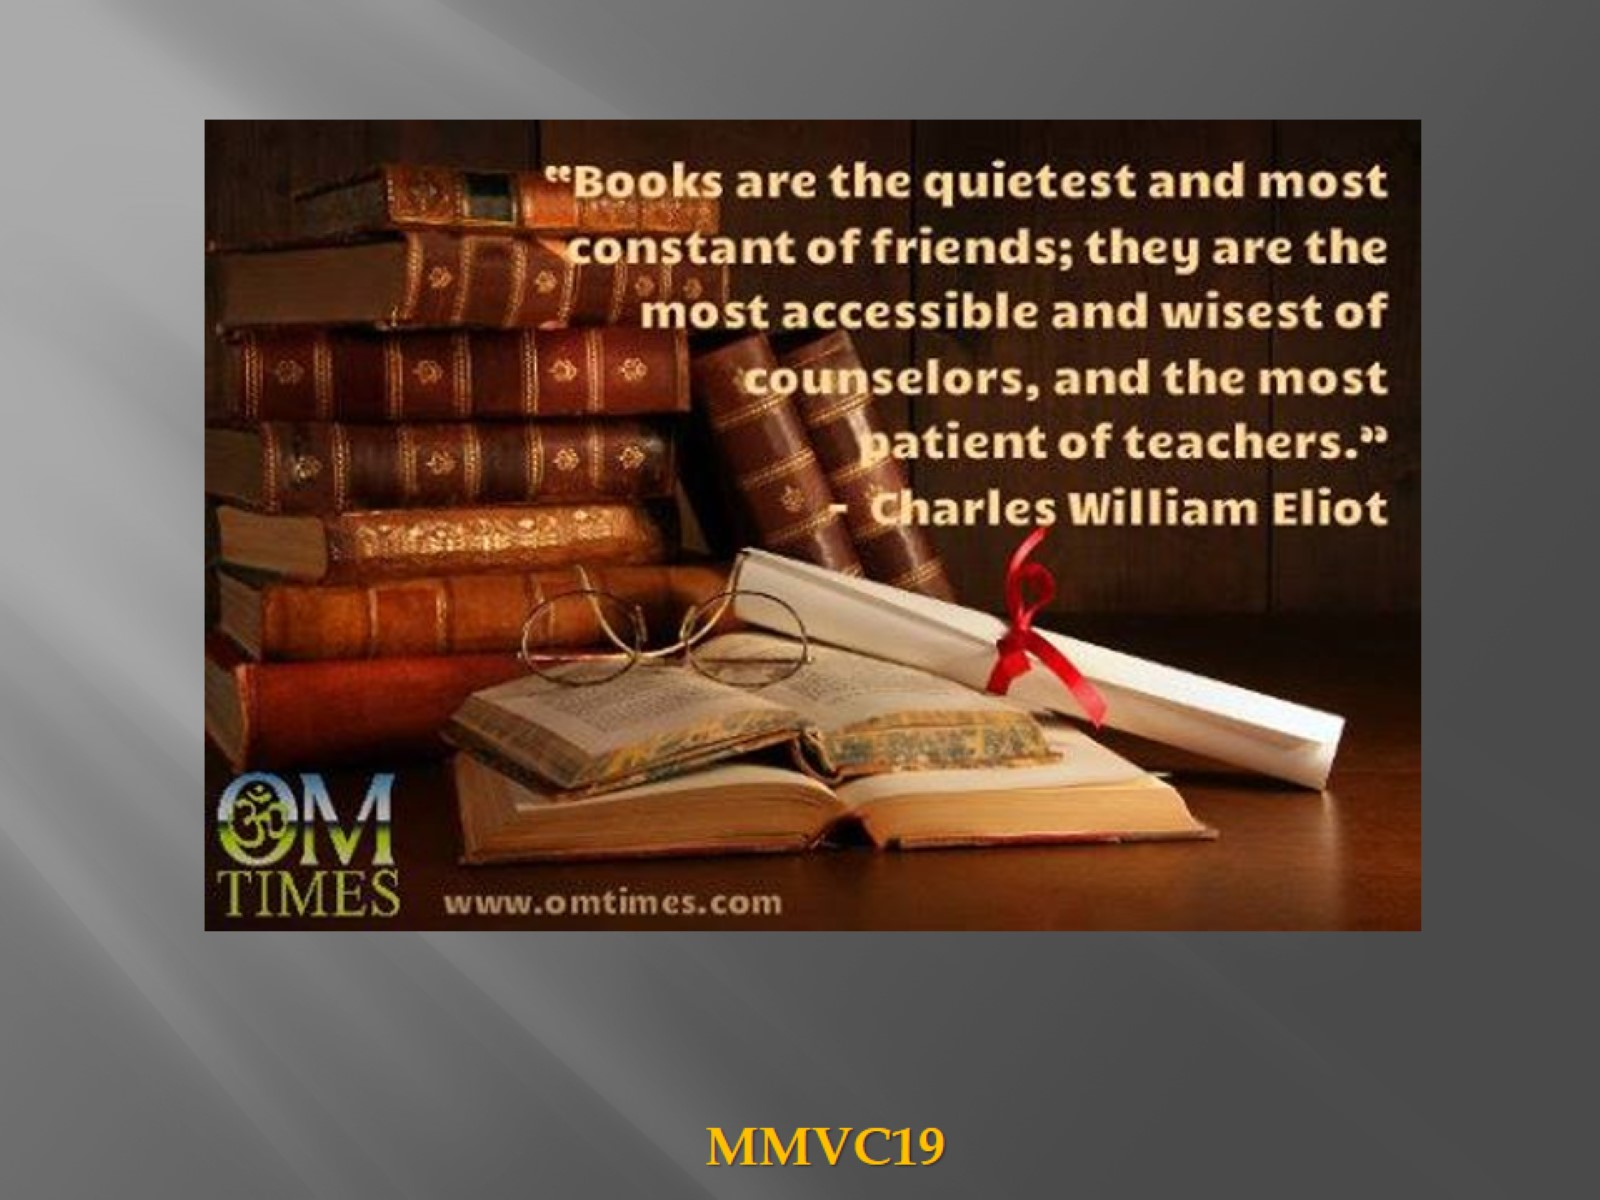 “Books are the quietest and most
constant of friends; they are the
most accessible and wisest of
counselors, and the most
patient of teachers.”
- Charles William Eliot
OM
TIMES
www.omtimes.com
MMVC19